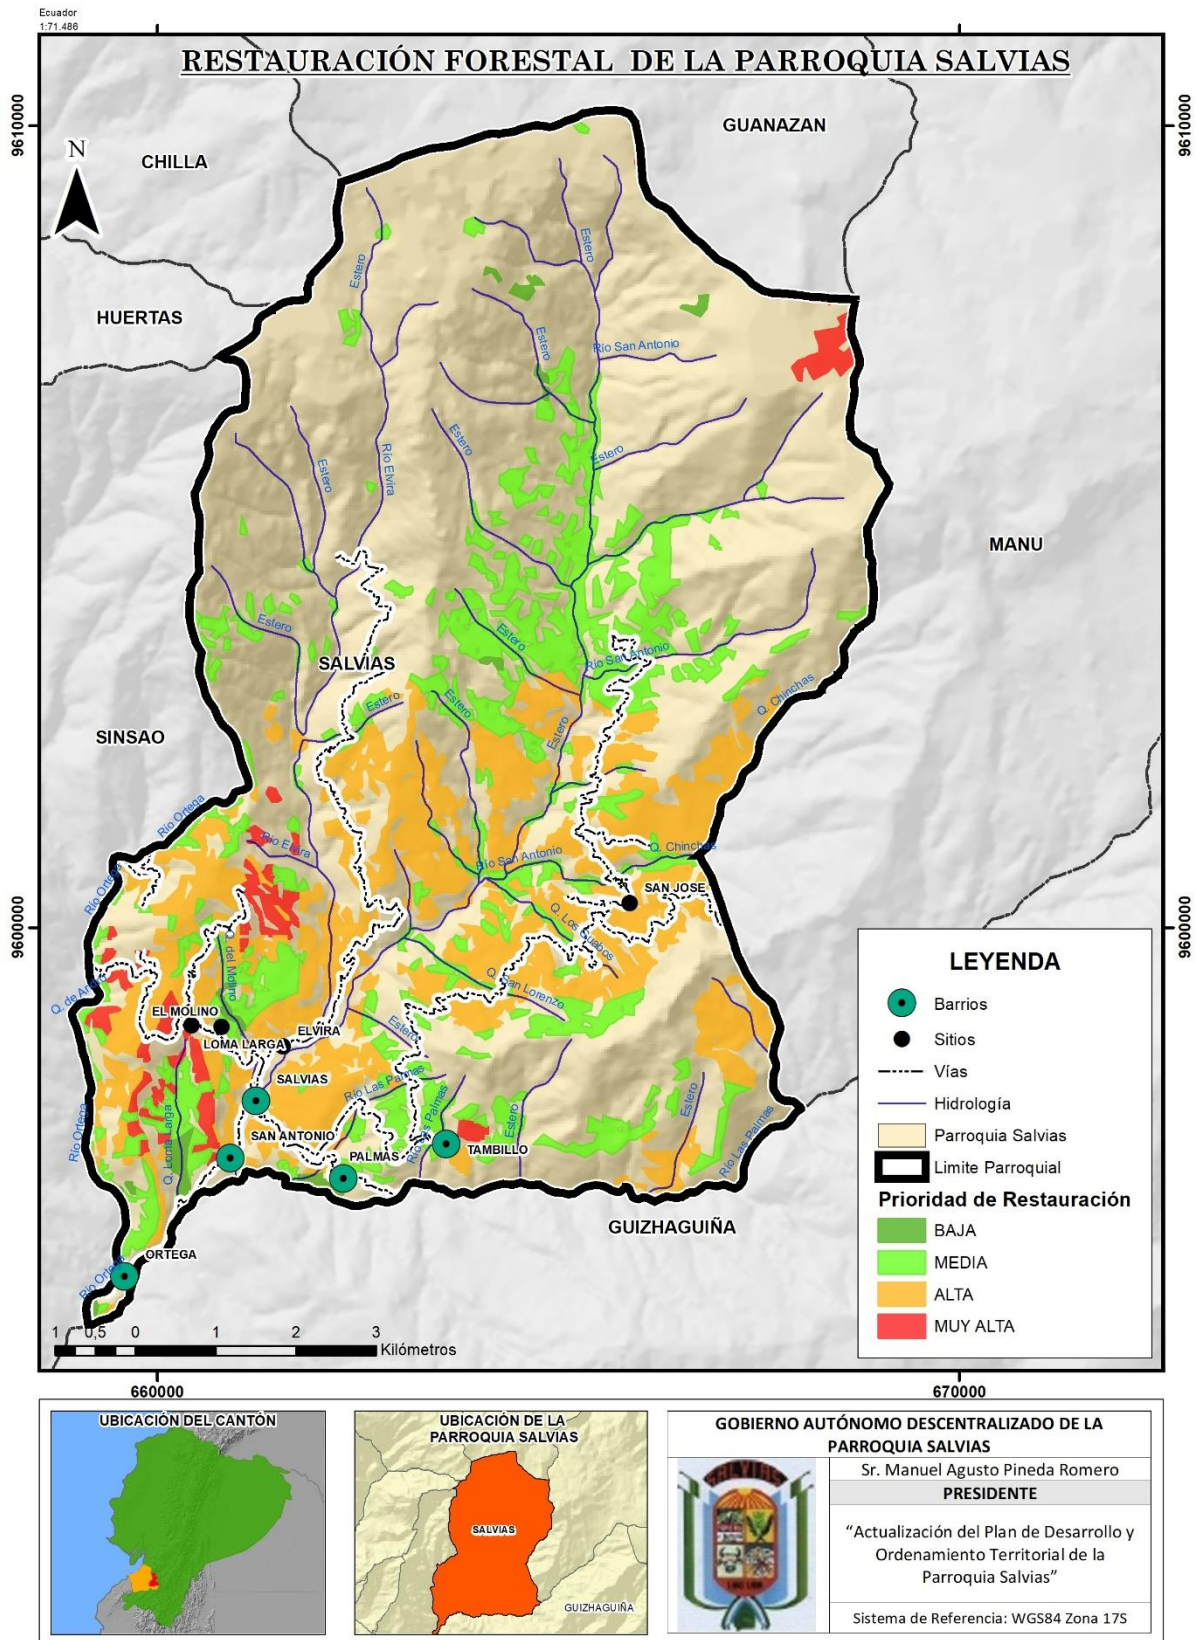 Ecuador
1:71.486
RESTAURACIÓN FORESTAL DE LA PARROQUIA SALVIAS
9610000
9610000
GUANAZAN
CHILLA
N
Estero
Estero
HUERTAS
Estero
Río San Antonio
Estero
Estero
Estero
Río Elvira
MANU
Estero
Estero
SALVIAS
Río San Antonio
Q. Chinchas
Estero
Estero
Estero
SINSAO
Río Ortega
Río Elvira
Q. Chinchas
Río San Antonio
Río Ortega
SAN JOSE
Q. Los Guabos
9600000
9600000
Q. del Molino
Q. San Lorenzo
EL MOLINO
LOMA LARGA
ELVIRA
Estero
SALVIAS
Río Las Palmas
Estero
Estero
Río Ortega
Q. Loma Larga
SAN ANTONIO
PALMAS
TAMBILLO
Río Las Palmas
GUIZHAGUIÑA
ORTEGA
Río Ortega
LEYENDA
Barrios
Sitios
Vías
Hidrología
Parroquia Salvias
Limite Parroquial
Prioridad de Restauración
BAJA
MEDIA
ALTA
MUY ALTA
1 0,5 0 1 2 3
Kilómetros
660000
670000
UBICACIÓN DEL CANTÓN
UBICACIÓN DE LA
PARROQUIA SALVIAS
SALVIAS
GUIZHAGUIÑA
GOBIERNO AUTÓNOMO DESCENTRALIZADO DE LA
PARROQUIA SALVIAS
SALVIAS
Sr. Manuel Agusto Pineda Romero
PRESIDENTE
“Actualización del Plan de Desarrollo y
Ordenamiento Territorial de la
Parroquia Salvias”
Sistema de Referencia: WGS84 Zona 17S